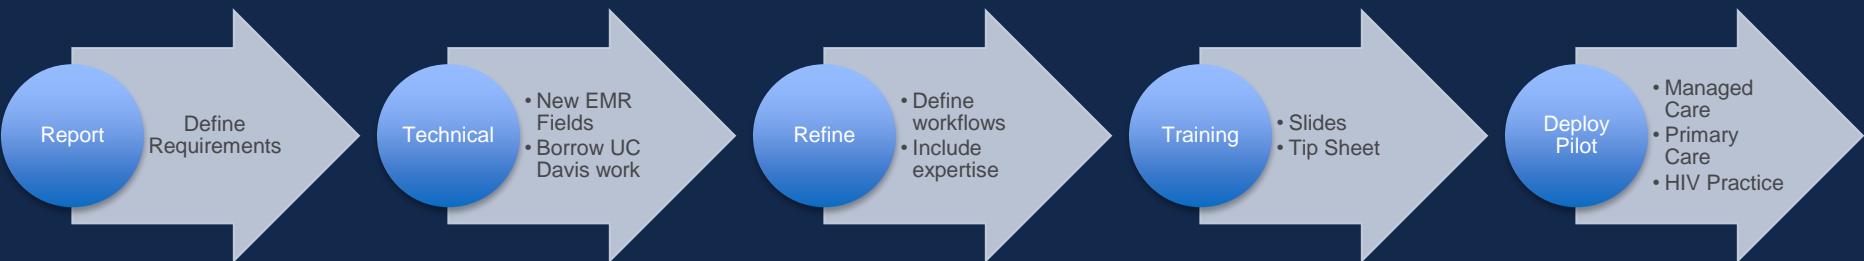 Report
Define
Requirements
Technical
• New EMR
Fields
• Borrow UC
Davis work
Refine
• Define
workflows
• Include
expertise
Training
• Slides
• Tip Sheet
Deploy
Pilot
• Managed
Care
• Primary
Care
• HIV Practice